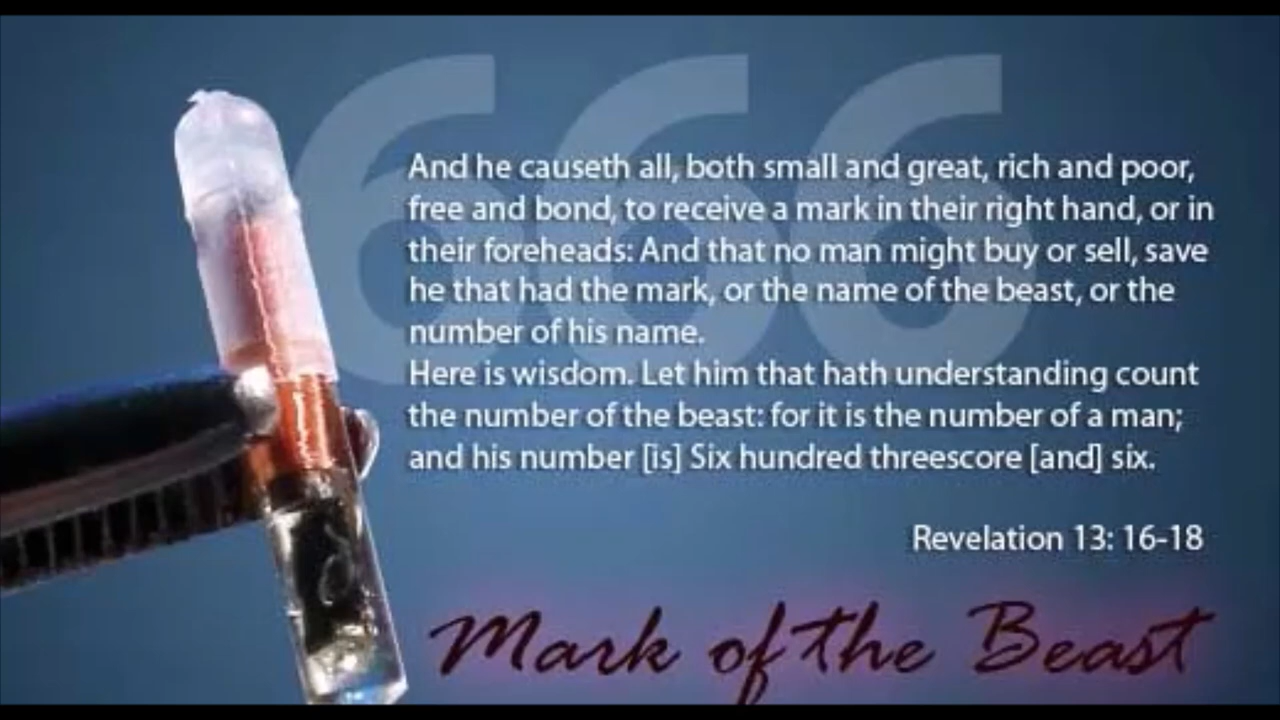 666
And he causeth all, both small and great, rich and poor,
free and bond, to receive a mark in their right hand, or in
their foreheads: And that no man might buy or sell, save
he that had the mark, or the name of the beast, or the
number of his name.
Here is wisdom. Let him that hath understanding count
the number of the beast: for it is the number of a man;
and his number [is] Six hundred threescore [and] six.
Revelation 13: 16-18
Mark of the Beast